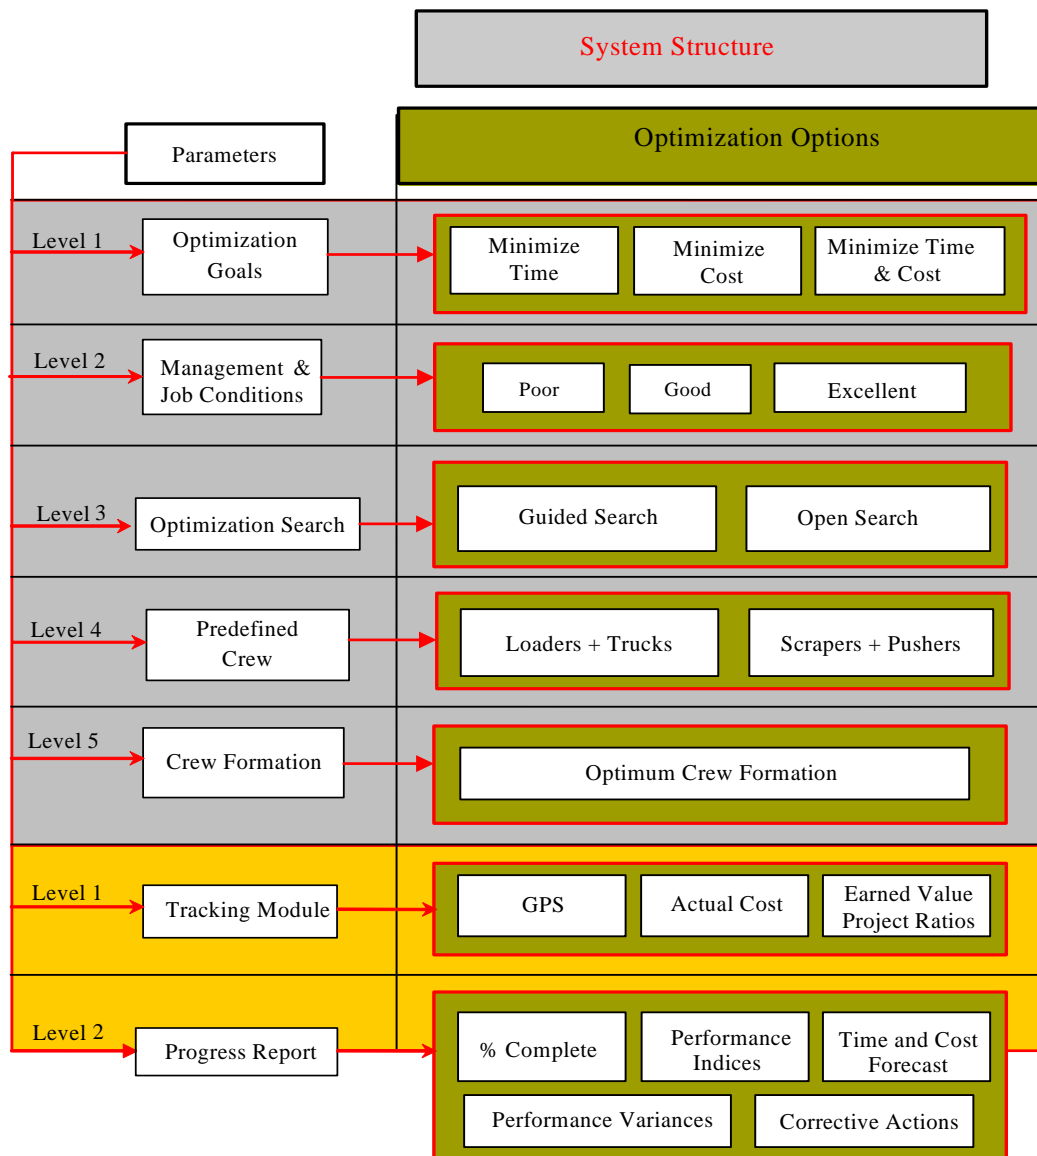 System Structure
Optimization Options
Parameters
Level 1
Optimization
Goals
Minimize
Time
Minimize
Cost
Minimize Time
& Cost
Level 2
Management &
Job Conditions
Poor
Good
Excellent
Level 3
Optimization Search
Guided Search
Open Search
Level 4
Predefined
Crew
Loaders + Trucks
Scrapers + Pushers
Level 5
Crew Formation
Optimum Crew Formation
Level 1
Tracking Module
GPS
Actual Cost
Earned Value
Project Ratios
Level 2
Progress Report
% Complete
Performance
Indices
Time and Cost
Forecast
Performance Variances
Corrective Actions